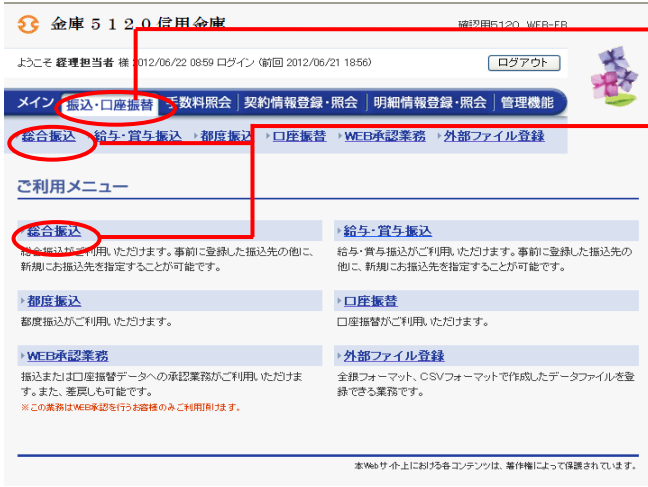 金庫５１２０信用金庫
確認用5120 WEB-FB
ようこそ 経理担当者 様 2012/06/22 0859 ログイン (前回 2012/06/21 1856)
ログアウト
メイン 振込・口座振替 手数料照会 契約情報登録・照会 明細情報登録・照会 管理機能
総合振込 給与・賞与振込 都度振込 口座振替 WEB承認業務 外部ファイル登録
ご利用メニュー
総合振込
総合振込がご利用いただけます。事前に登録した振込先の他に、
新規にお振込先を指定することが可能です。
給与・賞与振込
給与・賞与振込がご利用いただけます。事前に登録した振込先の
他に、新規にお振込先を指定することが可能です。
都度振込
都度振込がご利用いただけます。
口座振替
口座振替がご利用いただけます。
WEB承認業務
振込または口座振替データへの承認業務がご利用いただけま
す。また、差戻しも可能です。
※この業務はWEB承認を行うお客様のみご利用頂けます。
外部ファイル登録
全銀フォーマット、CSVフォーマットで作成したデータファイルを登
録できる業務です。
本Webサイト上における各コンテンツは、著作権によって保護されています。